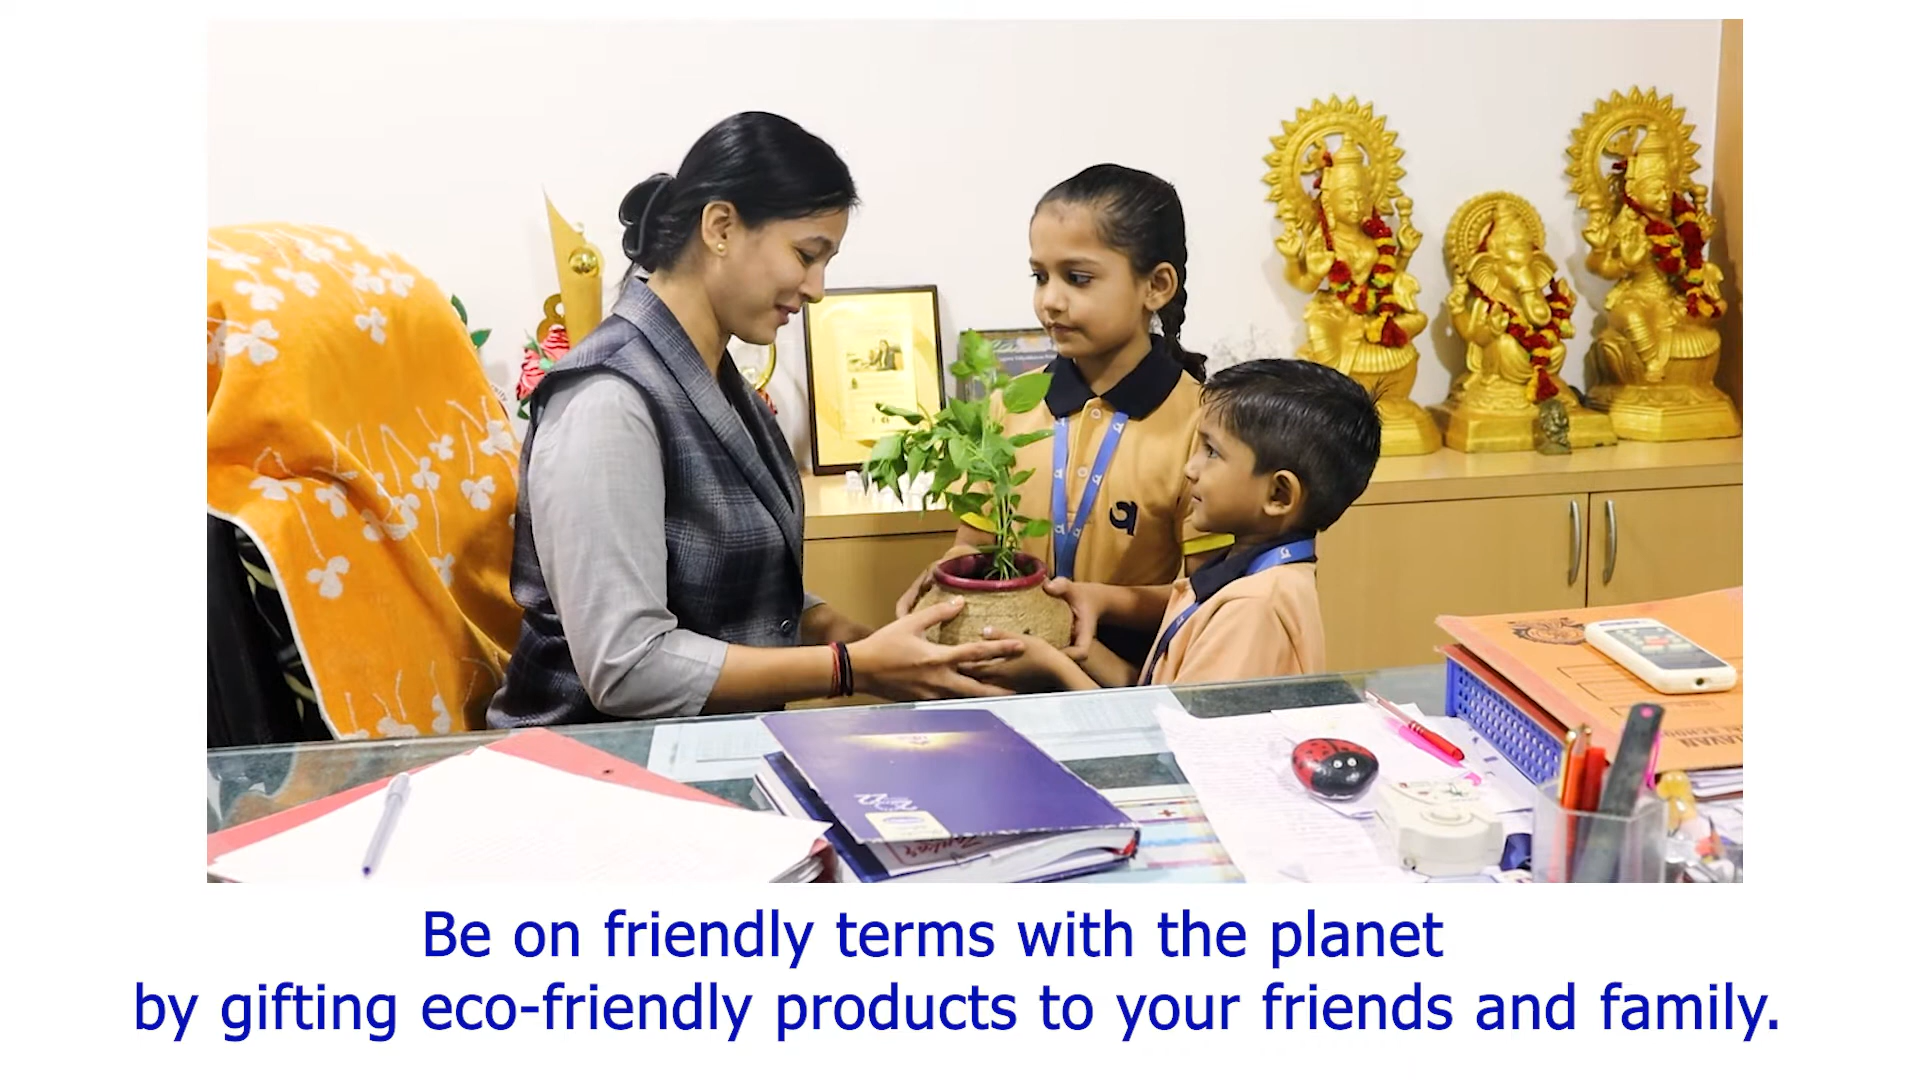 Be on friendly terms with the planet
by gifting eco-friendly products to your friends and family.